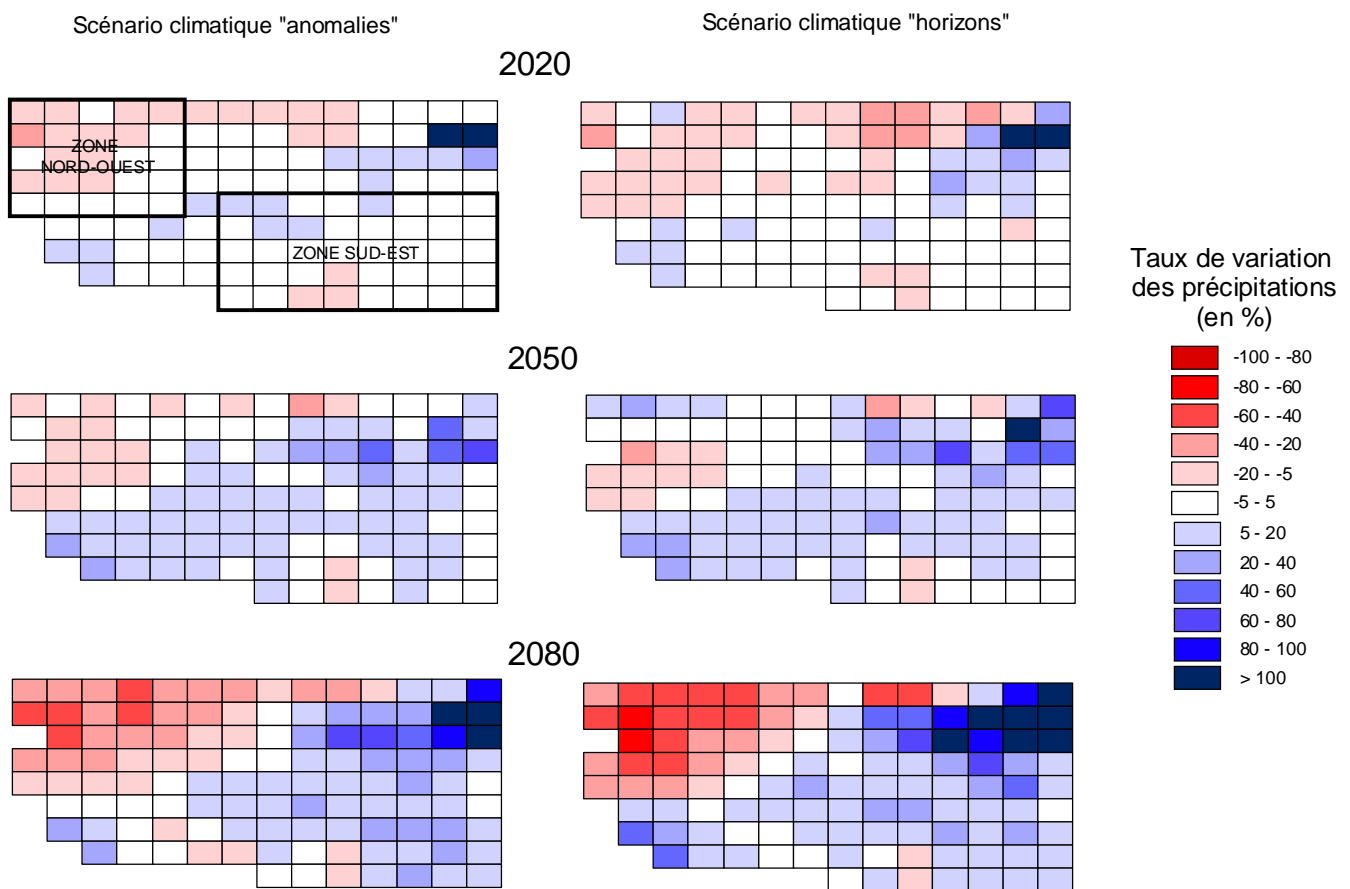 Scénario climatique "anomalies"
Scénario climatique "horizons"
2020
ZONE
NORD-OUEST
ZONE SUD-EST
2050
2080
Taux de variation
des précipitations
(en %)
-100 - -80
-80 - -60
-60 - -40
-40 - -20
-20 - -5
-5 - 5
5 - 20
20 - 40
40 - 60
60 - 80
80 - 100
> 100